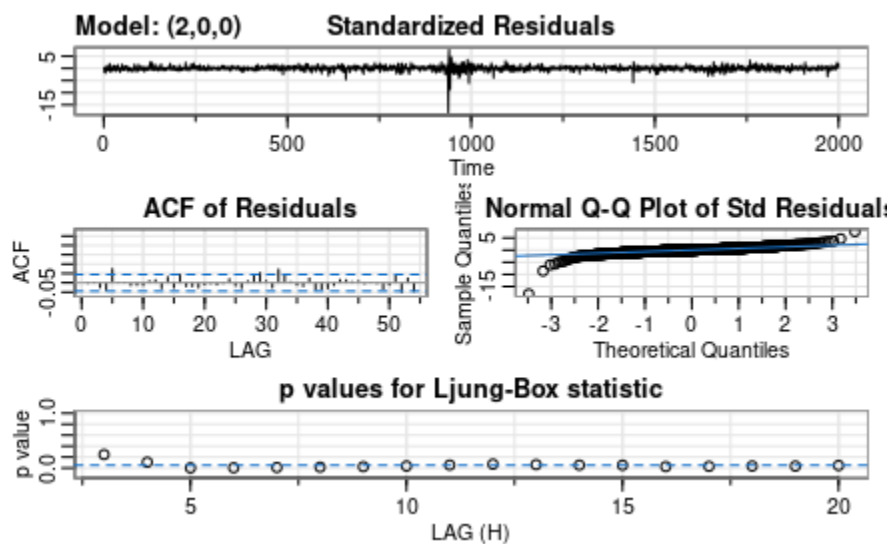 Model: (2,0,0) Standardized Residuals
5
-15
0 500 1000 1500 2000
Time
ACF of Residuals
ACF
-0.05
0 10 20 30 40 50
LAG
Normal Q-Q Plot of Std Residuals
Sample Quantiles
5
-15
-3 -2 -1 0 1 2 3
Theoretical Quantiles
p values for Ljung-Box statistic
p value
1.0
0.0
5 10 15 20
LAG (H)